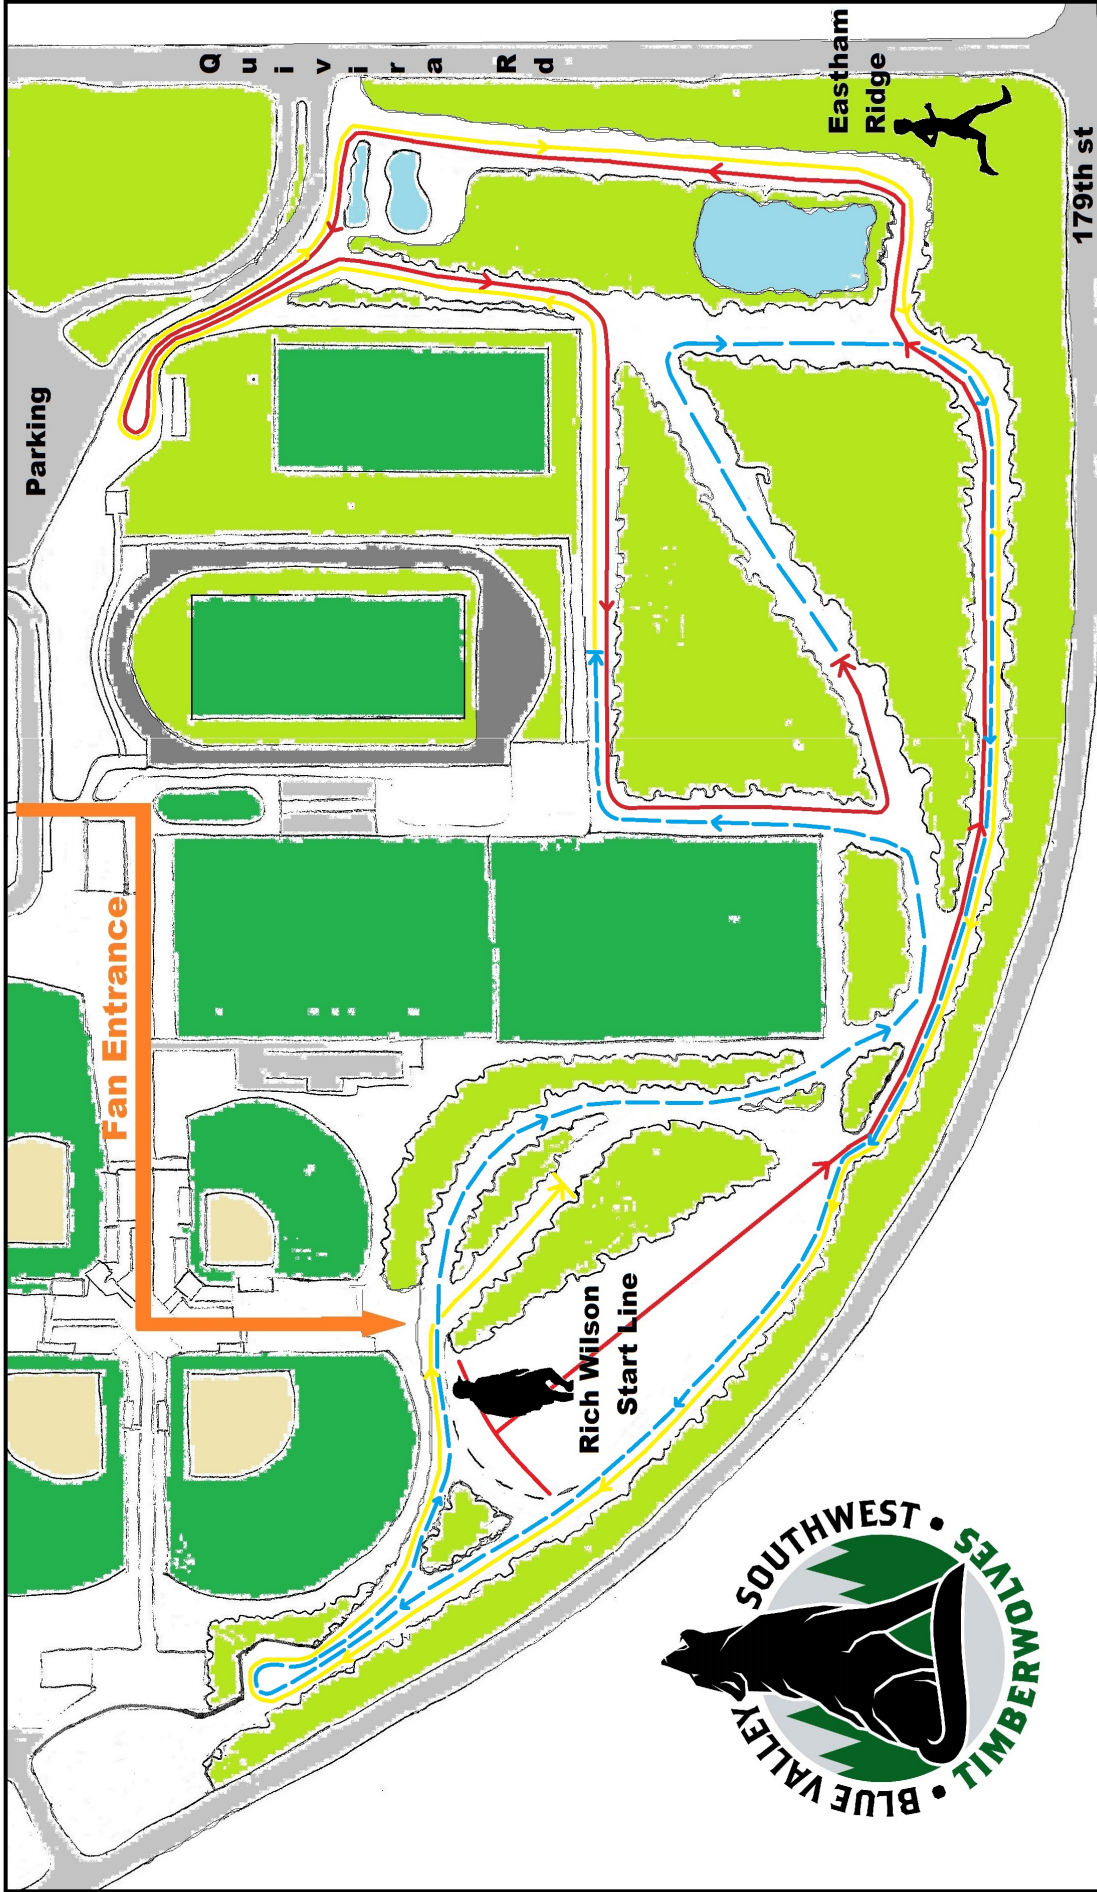 Quivira Rd
Eastham
Ridge
179th st
Parking
Fan Entrance
Rich Wilson
Start Line
BLUE VALLEY • SOUTHWEST •
TIMBERWOLVES